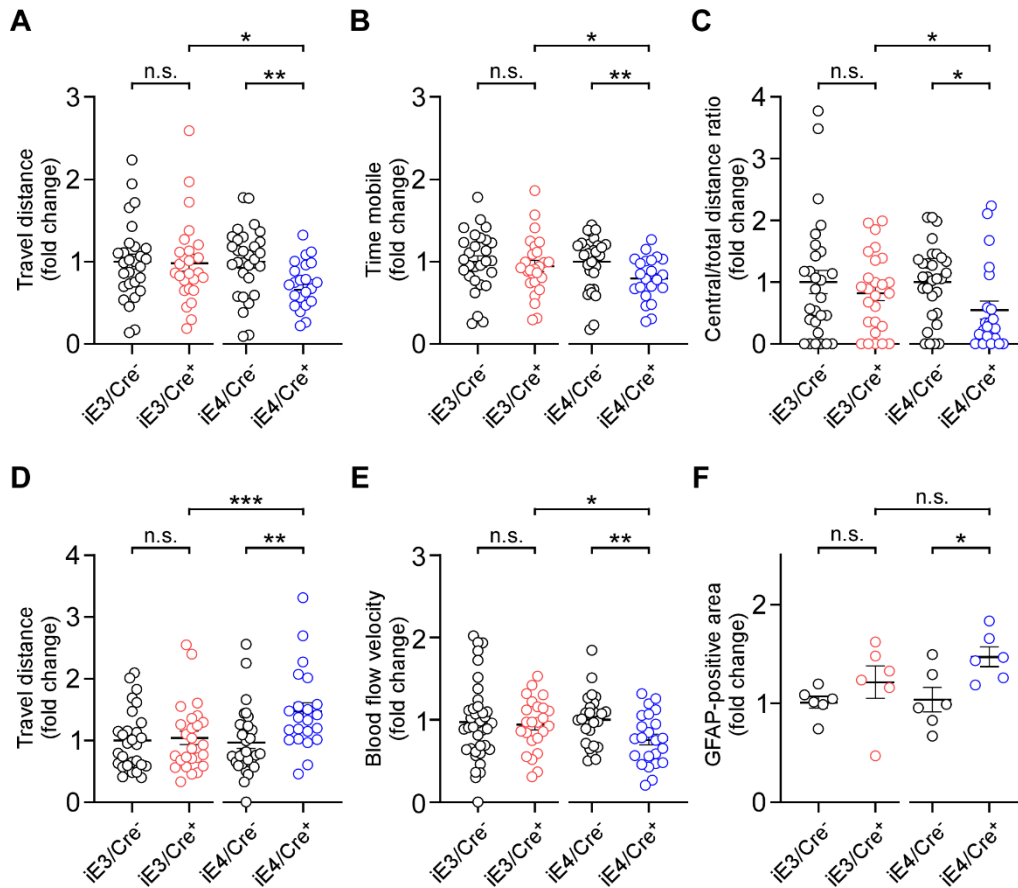 A
*
n.s.
**
Travel distance
(fold change)
3
2
1
0
iE3/Cre⁻
iE3/Cre⁺
iE4/Cre⁻
iE4/Cre⁺
B
*
n.s.
**
Time mobile
(fold change)
3
2
1
0
iE3/Cre⁻
iE3/Cre⁺
iE4/Cre⁻
iE4/Cre⁺
C
*
n.s.
*
Central/total distance ratio
(fold change)
4
3
2
1
0
iE3/Cre⁻
iE3/Cre⁺
iE4/Cre⁻
iE4/Cre⁺
D
***
n.s.
**
Travel distance
(fold change)
4
3
2
1
0
iE3/Cre⁻
iE3/Cre⁺
iE4/Cre⁻
iE4/Cre⁺
E
*
n.s.
**
Blood flow velocity
(fold change)
3
2
1
0
iE3/Cre⁻
iE3/Cre⁺
iE4/Cre⁻
iE4/Cre⁺
F
n.s.
n.s.
*
GFAP-positive area
(fold change)
2
1
0
iE3/Cre⁻
iE3/Cre⁺
iE4/Cre⁻
iE4/Cre⁺